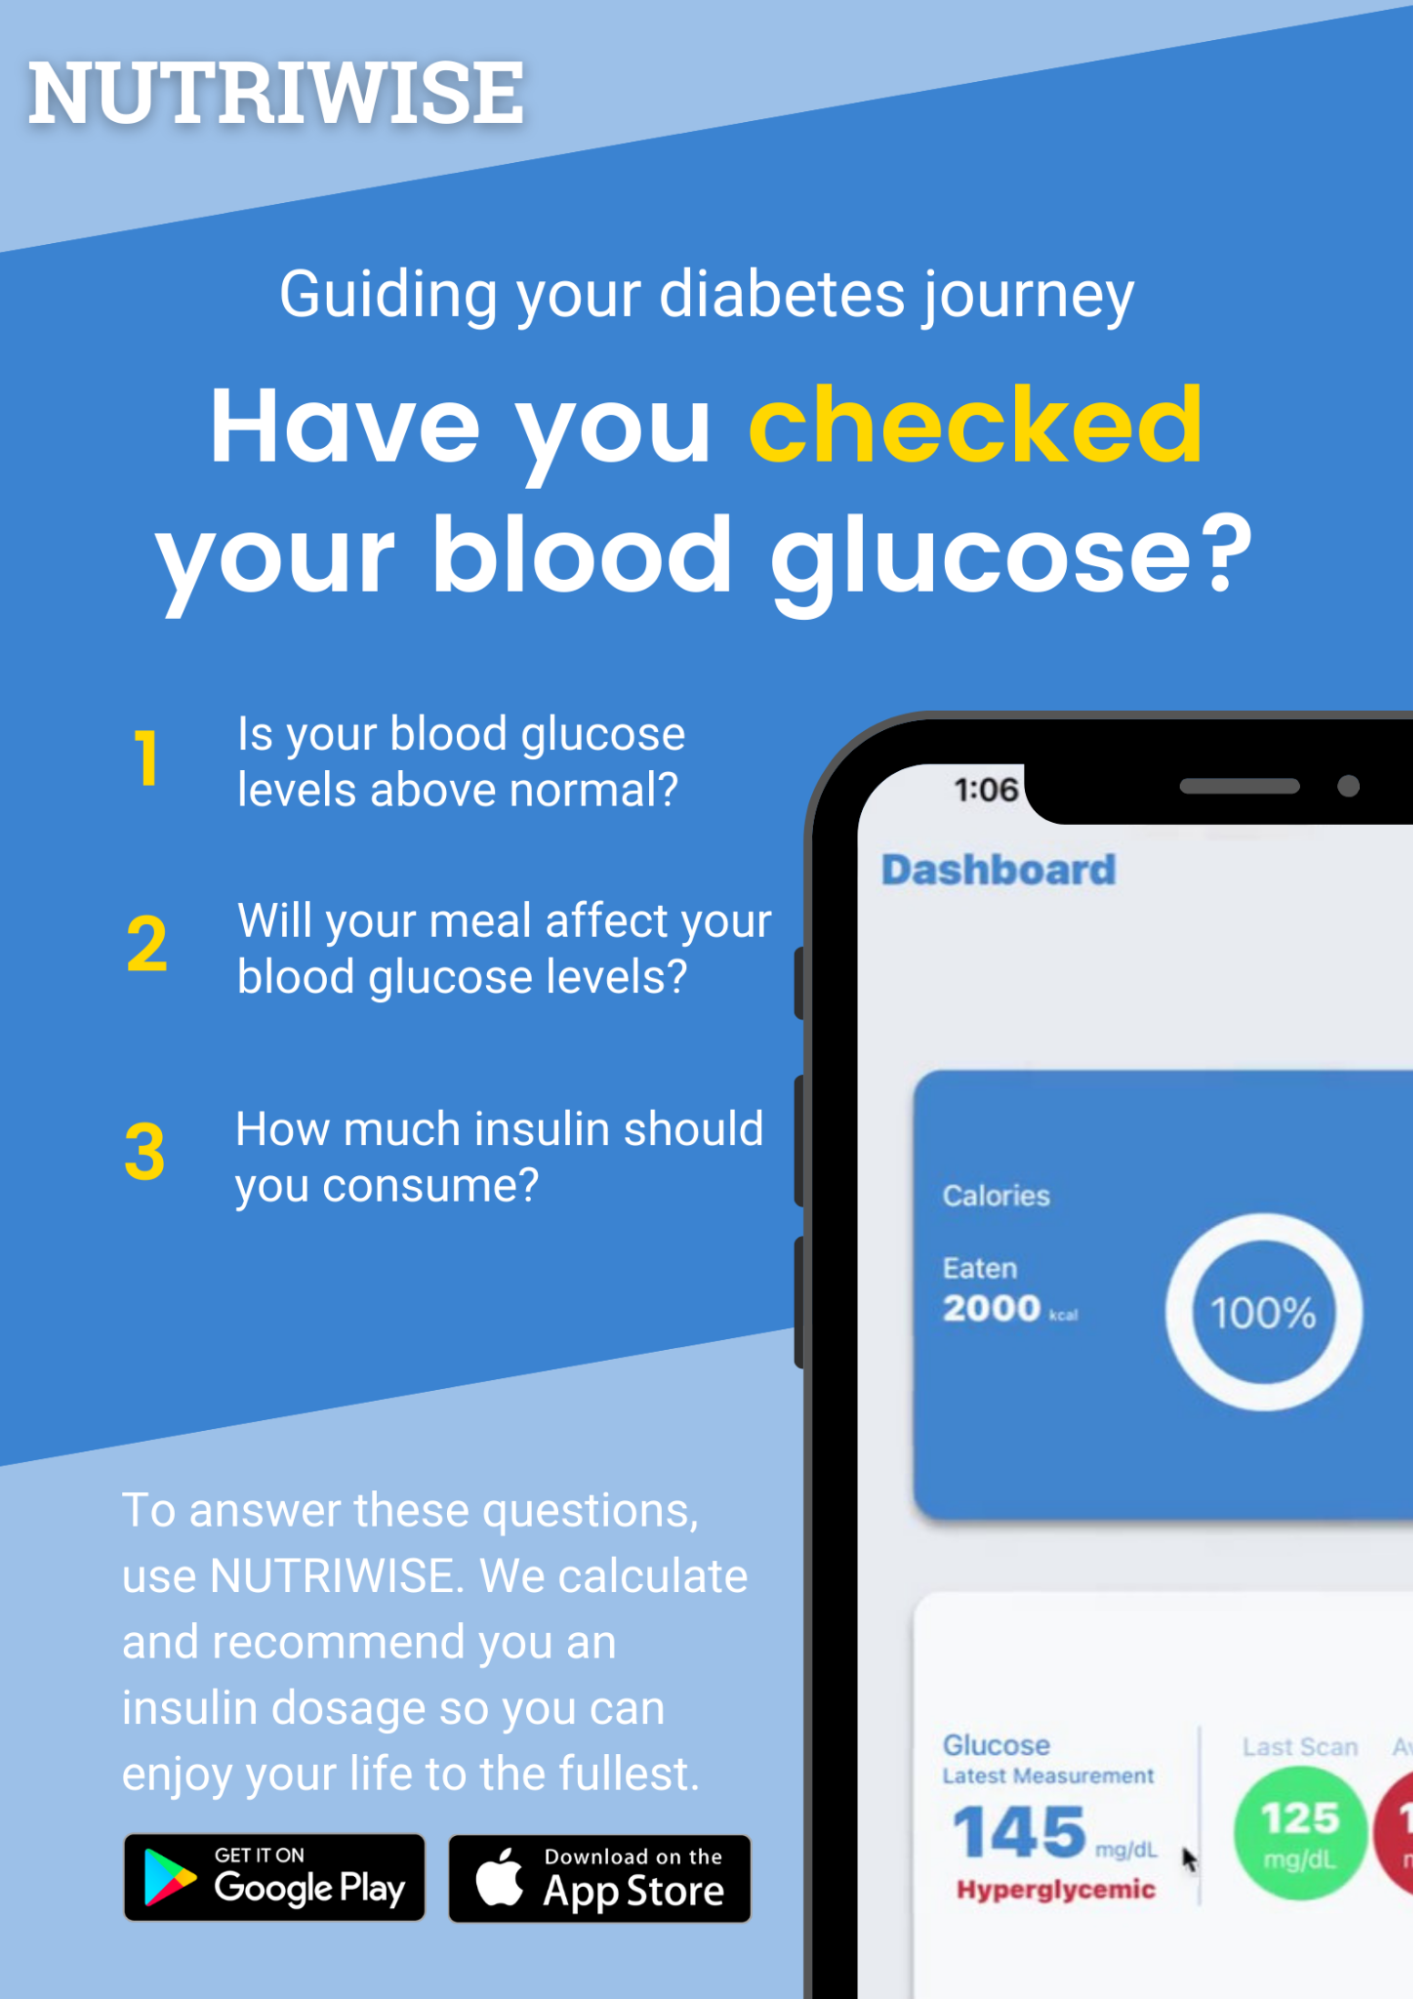 NUTRIWISE
Guiding your diabetes journey
Have you checked
your blood glucose?
1
Is your blood glucose
levels above normal?
2
Will your meal affect your
blood glucose levels?
3
How much insulin should
you consume?
To answer these questions,
use NUTRIWISE. We calculate
and recommend you an
insulin dosage so you can
enjoy your life to the fullest.
GET IT ON
Google Play
Download on the
App Store
1:06
Dashboard
Calories
Eaten
2000 kcal
100%
Glucose
Latest Measurement
145 mg/dL
Hyperglycemic
Last Scan
125
mg/dL